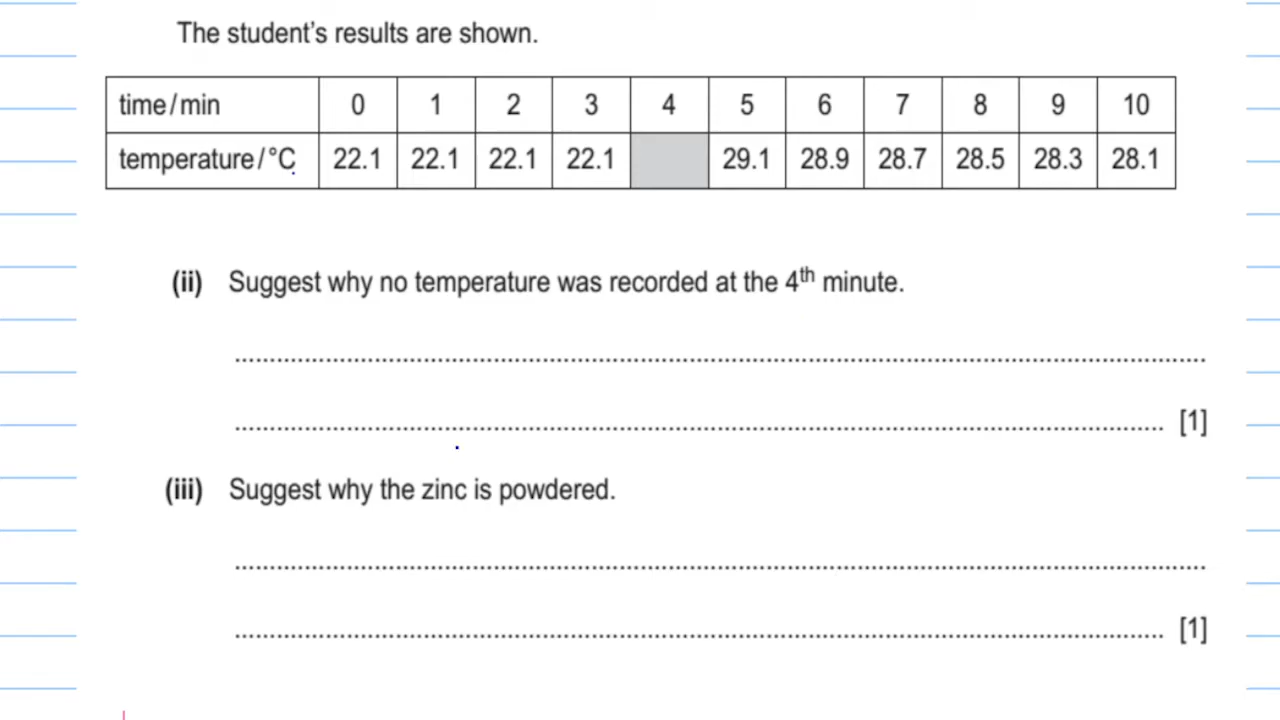 The student's results are shown.
time/min 0 1 2 3 4 5 6 7 8 9 10
temperature/°C 22.1 22.1 22.1 22.1 29.1 28.9 28.7 28.5 28.3 28.1
(ii) Suggest why no temperature was recorded at the 4th minute.
[1]
(iii) Suggest why the zinc is powdered.
[1]